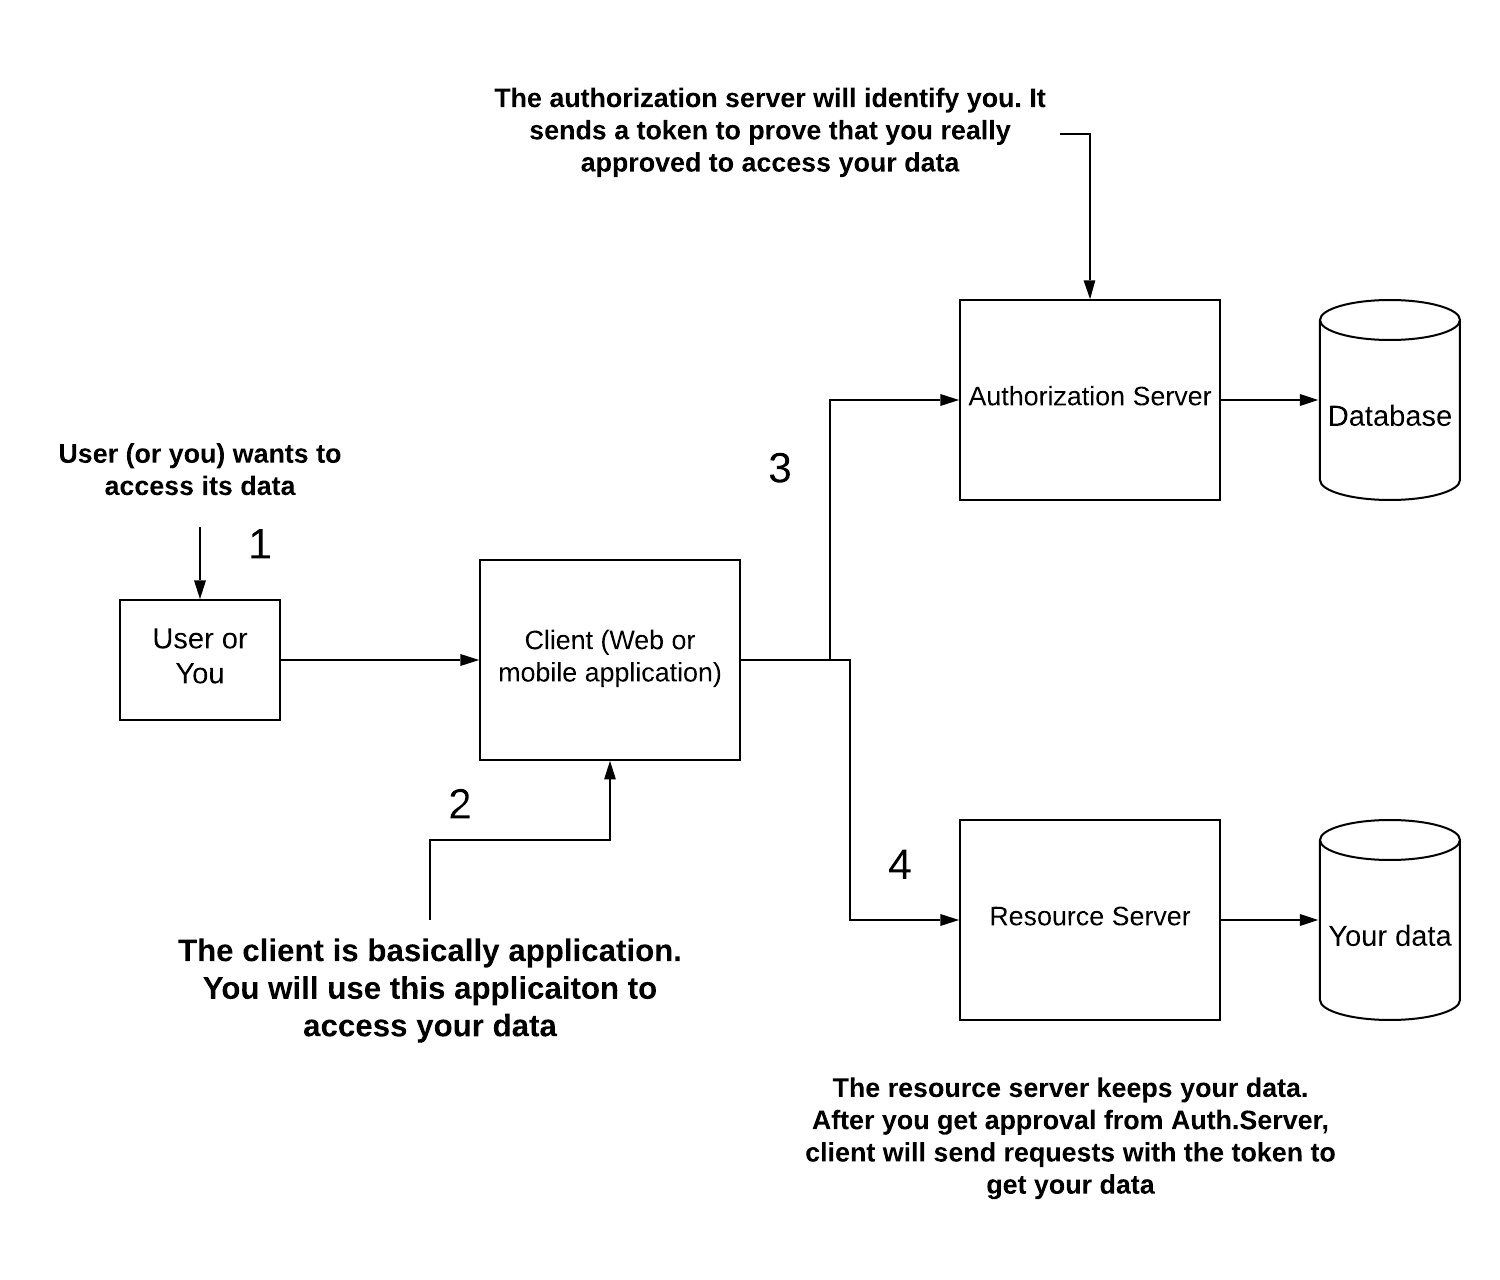 The authorization server will identify you. It
sends a token to prove that you really
approved to access your data
Authorization Server
Database
3
User (or you) wants to
access its data
1
User or
You
Client (Web or
mobile application)
2
The client is basically application.
You will use this applicaiton to
access your data
4
Resource Server
Your data
The resource server keeps your data.
After you get approval from Auth.Server,
client will send requests with the token to
get your data